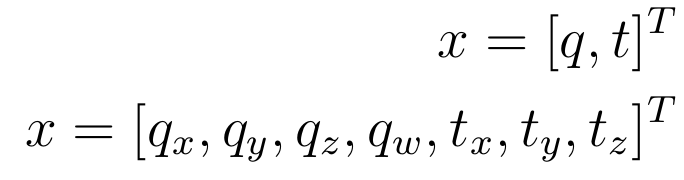 x = [q, t]^T
x = [q_x, q_y, q_z, q_w, t_x, t_y, t_z]^T